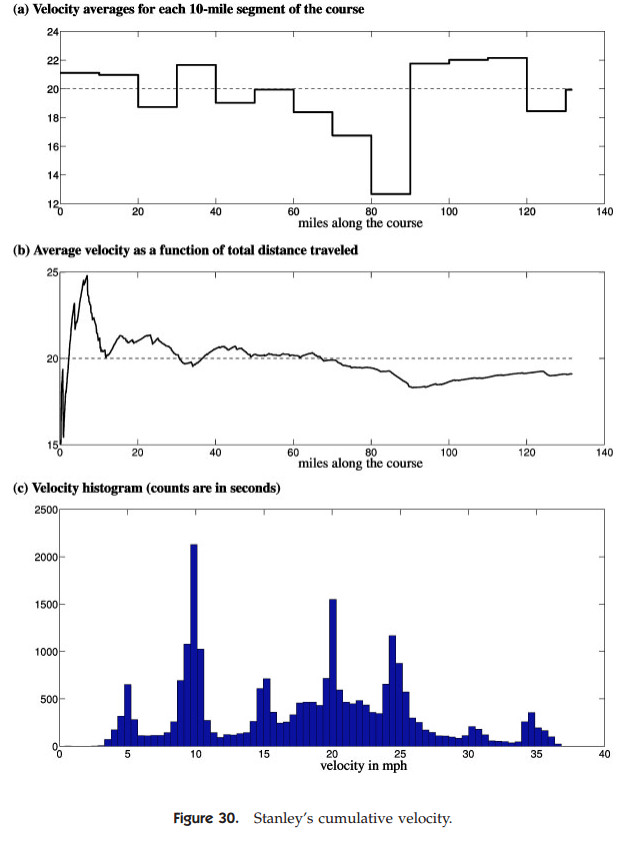 (a) Velocity averages for each 10-mile segment of the course
24
22
20
18
16
14
12
0 20 40 60 80 100 120 140
miles along the course
(b) Average velocity as a function of total distance traveled
25
20
15
0 20 40 60 80 100 120 140
miles along the course
(c) Velocity histogram (counts are in seconds)
2500
2000
1500
1000
500
0
0 5 10 15 20 25 30 35 40
velocity in mph
Figure 30. Stanley's cumulative velocity.